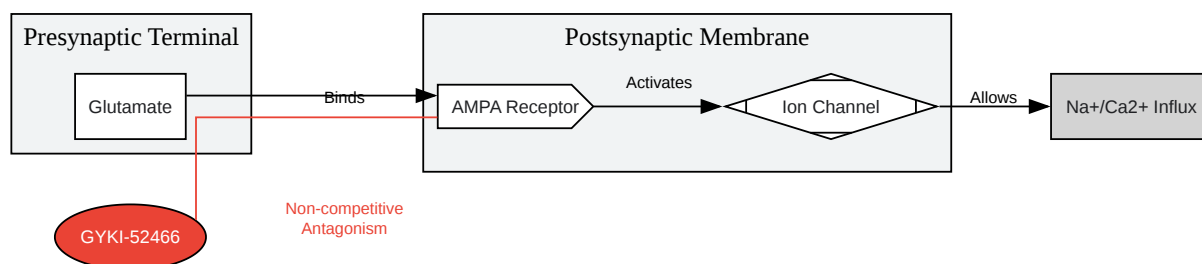 Presynaptic Terminal
Postsynaptic Membrane
Glutamate
Binds
AMPA Receptor
Activates
Ion Channel
Allows
Na+/Ca2+ Influx
Non-competitive
Antagonism
GYKI-52466